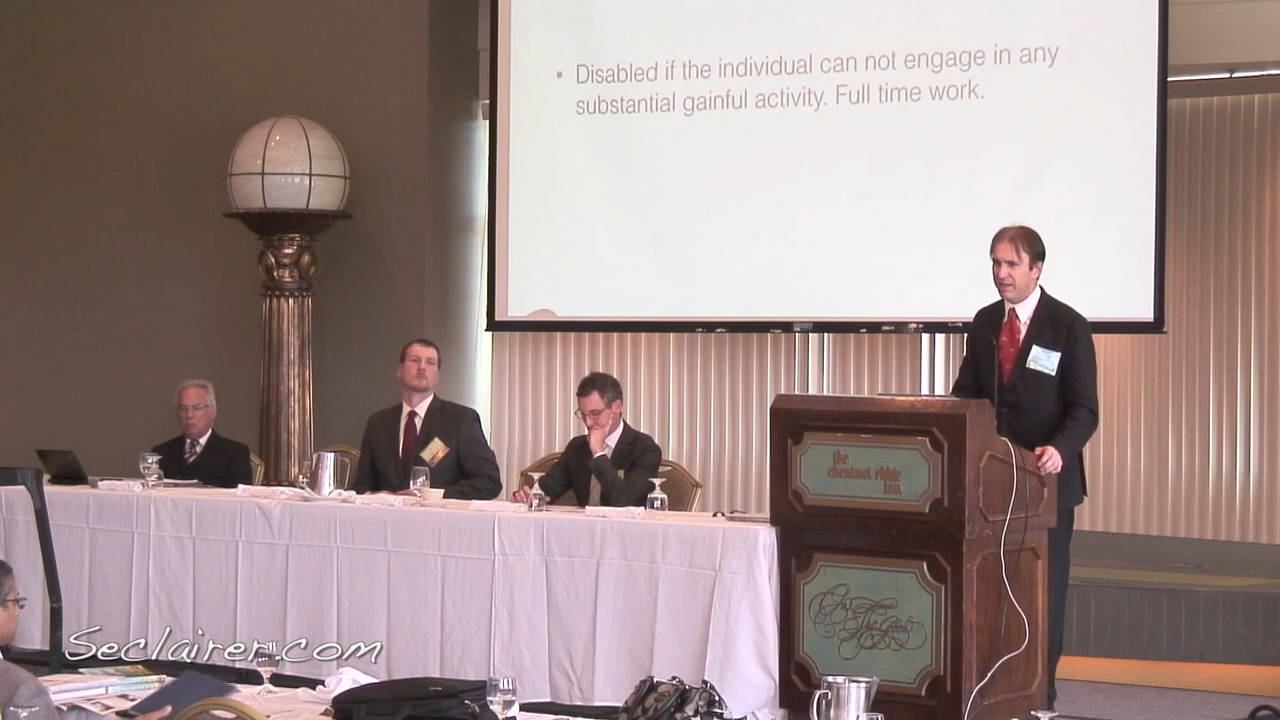 • Disabled if the individual can not engage in any
substantial gainful activity. Full time work.
the
chestnut ridge
inn
On The Green
Seclairer.com